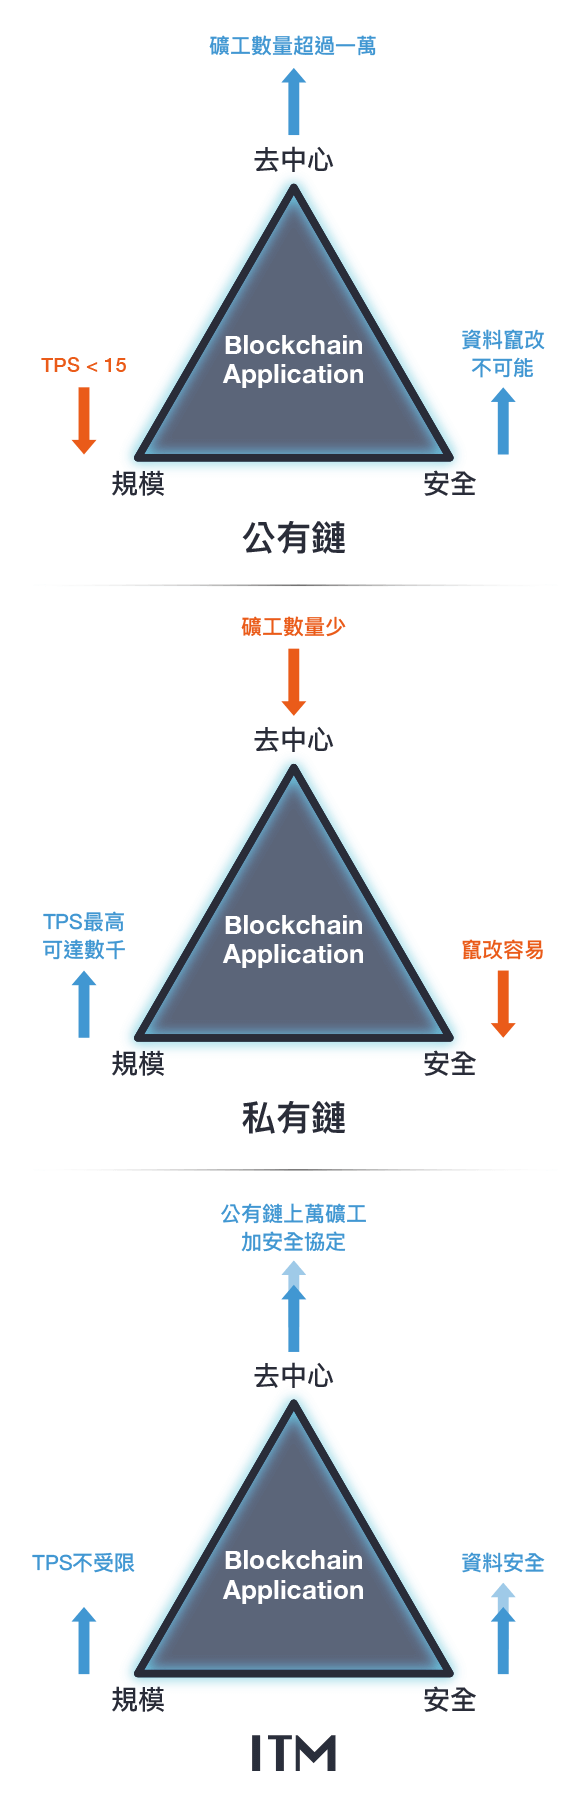 礦工數量超過一萬
去中心
Blockchain
Application
TPS < 15
資料竄改
不可能
規模
安全
公有鏈
礦工數量少
去中心
Blockchain
Application
TPS最高
可達數千
竄改容易
規模
安全
私有鏈
公有鏈上萬礦工
加安全協定
去中心
Blockchain
Application
TPS不受限
資料安全
規模
安全
ITM